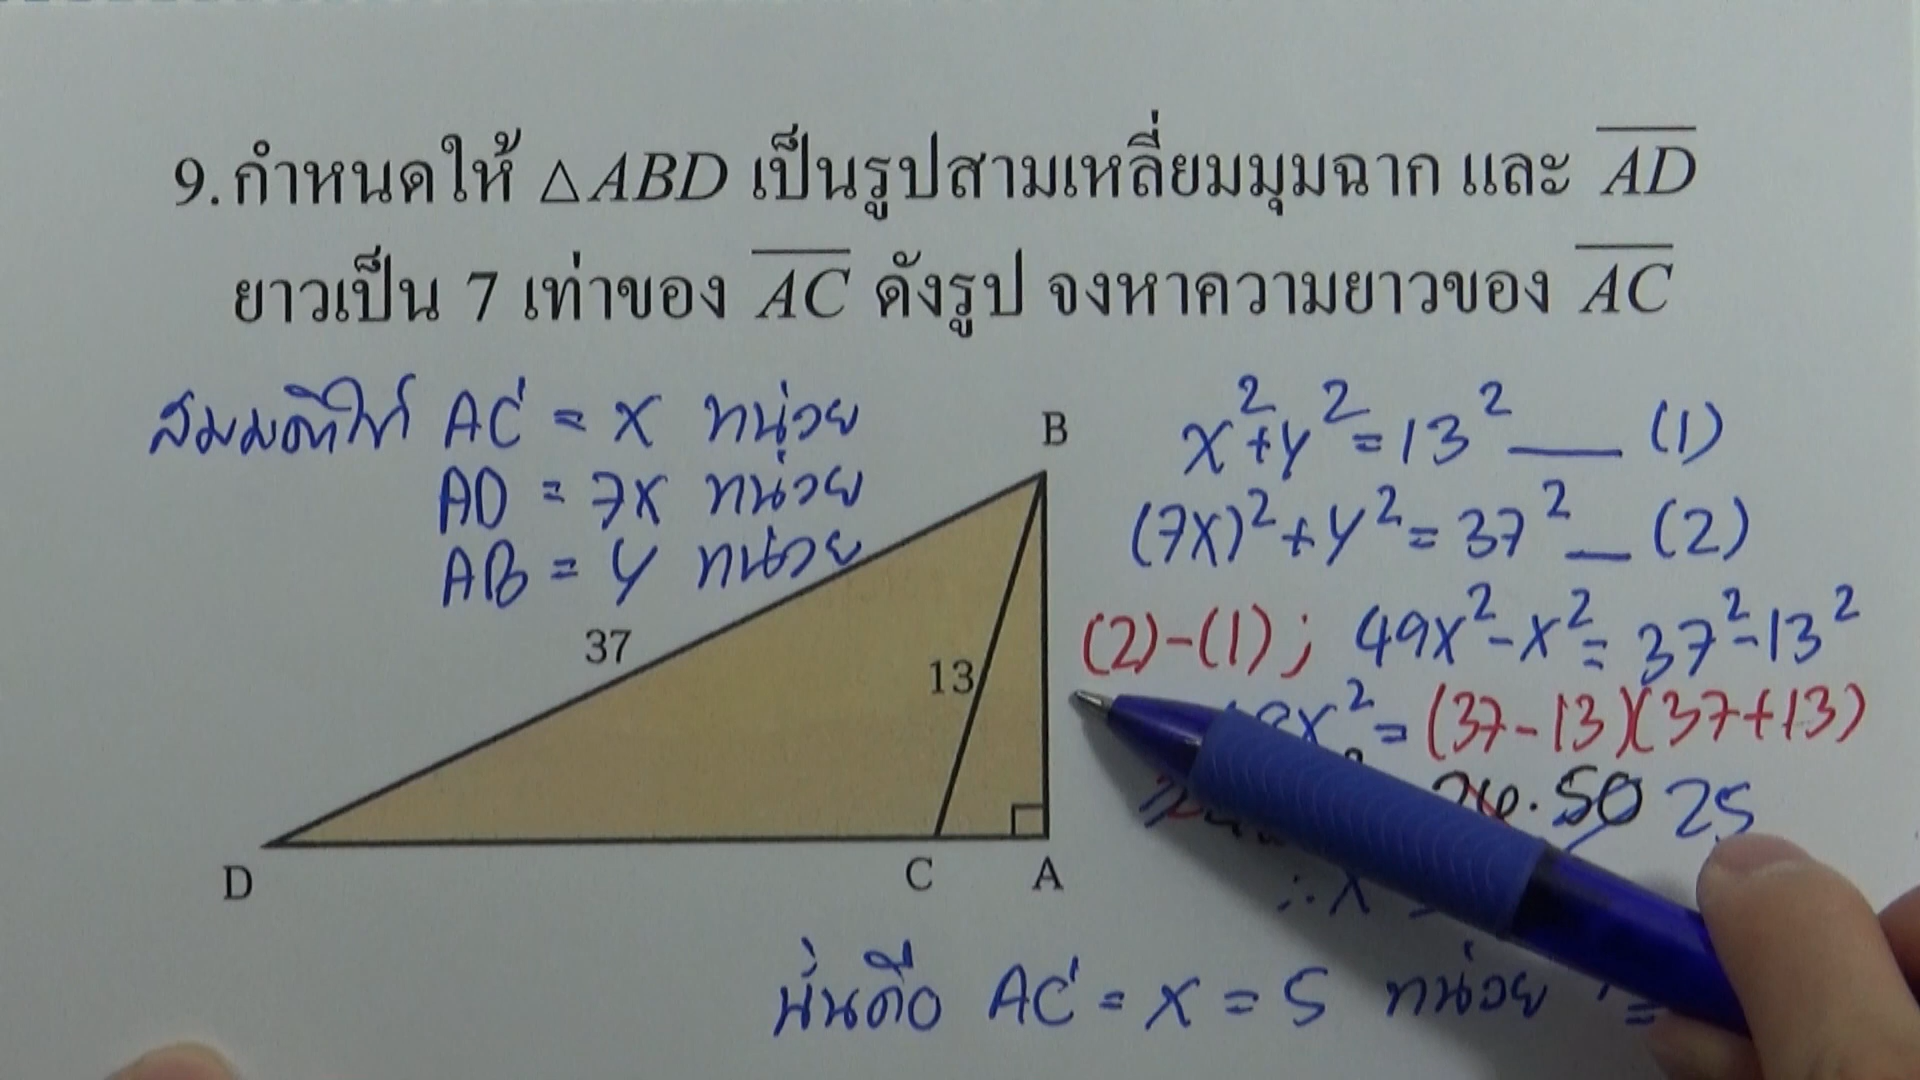 9. กำหนดให้ △ABD เป็นรูปสามเหลี่ยมมุมฉาก และ AD
ยาวเป็น 7 เท่าของ AC ดังรูป จงหาความยาวของ AC
สมมติให้ AC = x หน่วย
AD = 7x หน่วย
AB = y หน่วย
B
37
13
D
C
A
x²+y² = 13² — (1)
(7x)²+y² = 37² — (2)
(2)-(1); 49x²-x² = 37²-13²
x² = (37-13)(37+13)
50 25
∴ x
นั่นคือ AC = x = 5 หน่วย